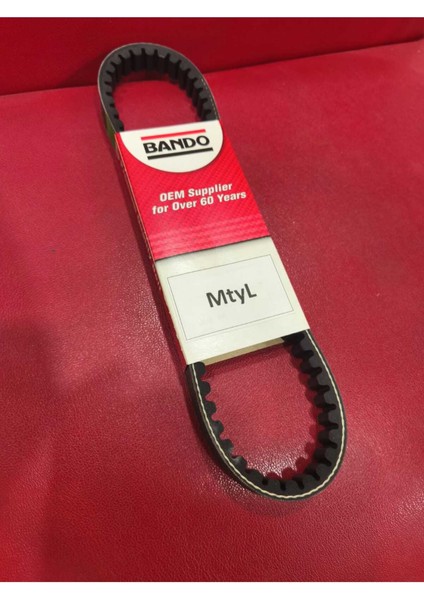 BANDO
OEM Supplier
for Over 60 Years
MtyL